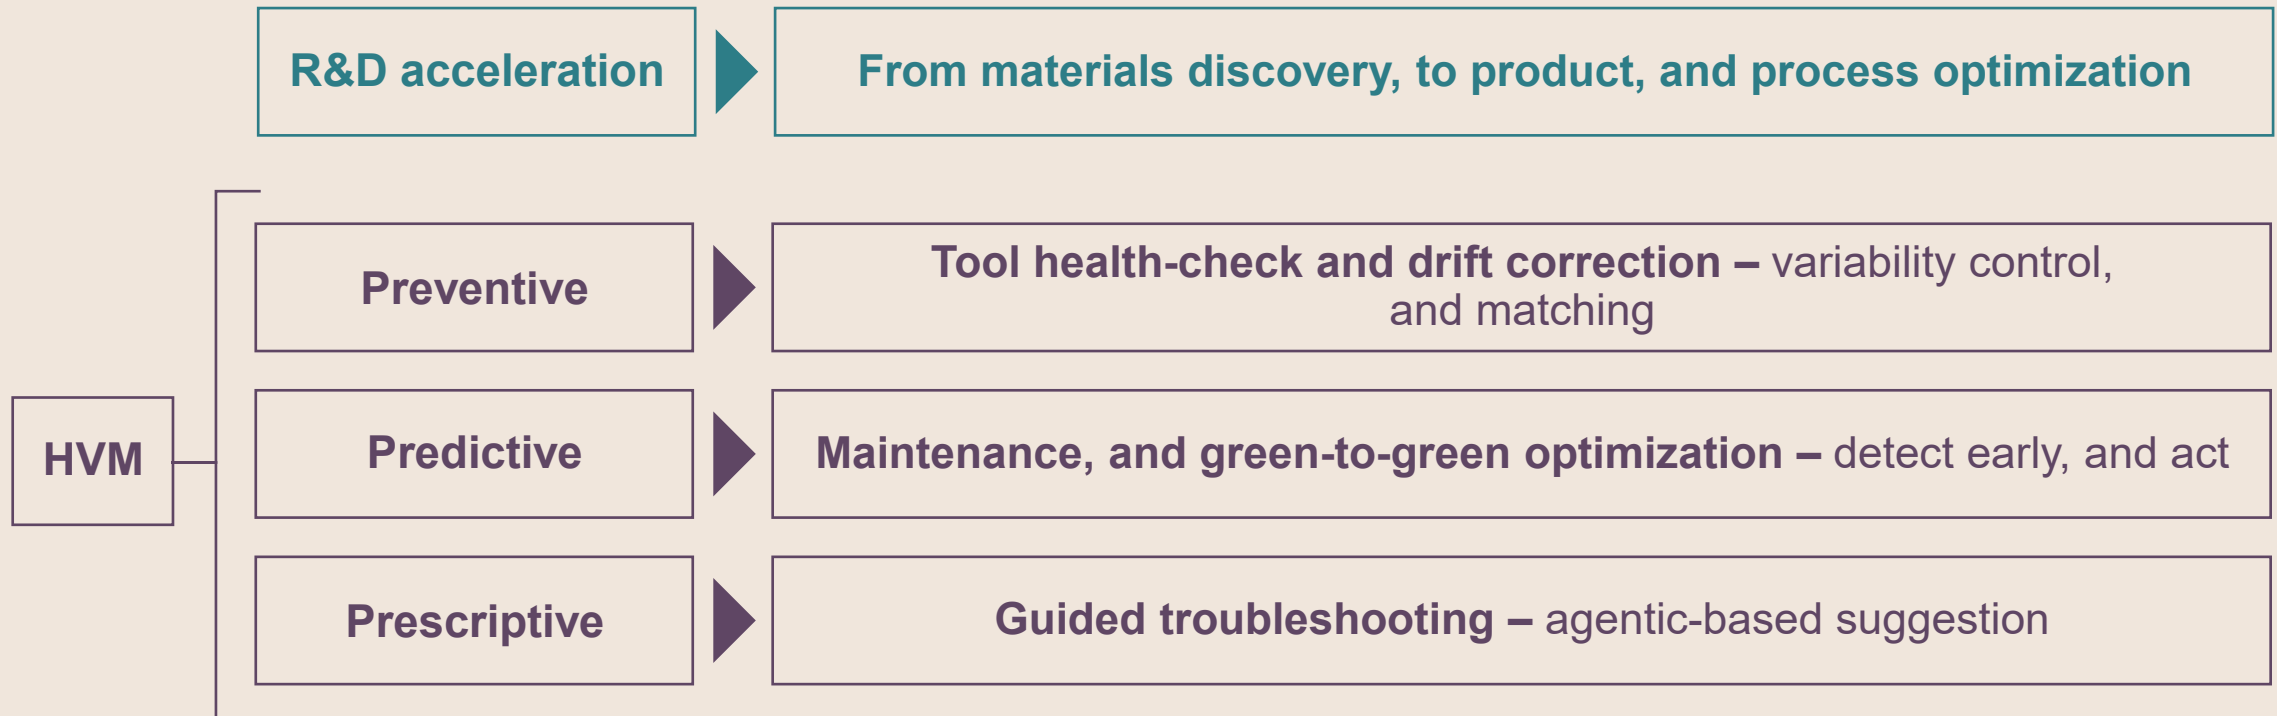 R&D acceleration
From materials discovery, to product, and process optimization
Preventive
Tool health-check and drift correction – variability control,
and matching
HVM
Predictive
Maintenance, and green-to-green optimization – detect early, and act
Prescriptive
Guided troubleshooting – agentic-based suggestion